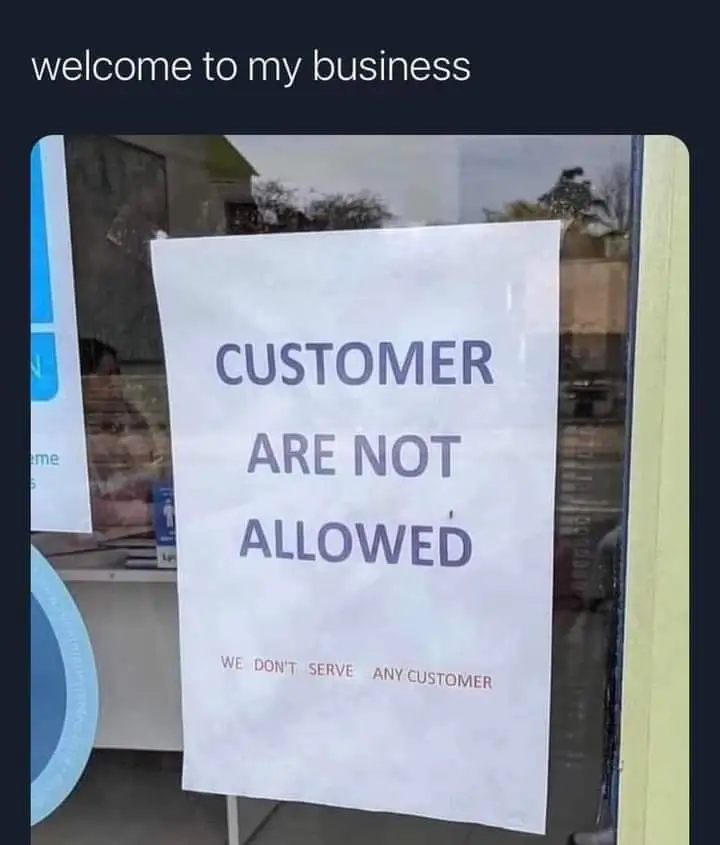 welcome to my business
CUSTOMER
ARE NOT
ALLOWED
WE DON'T SERVE ANY CUSTOMER